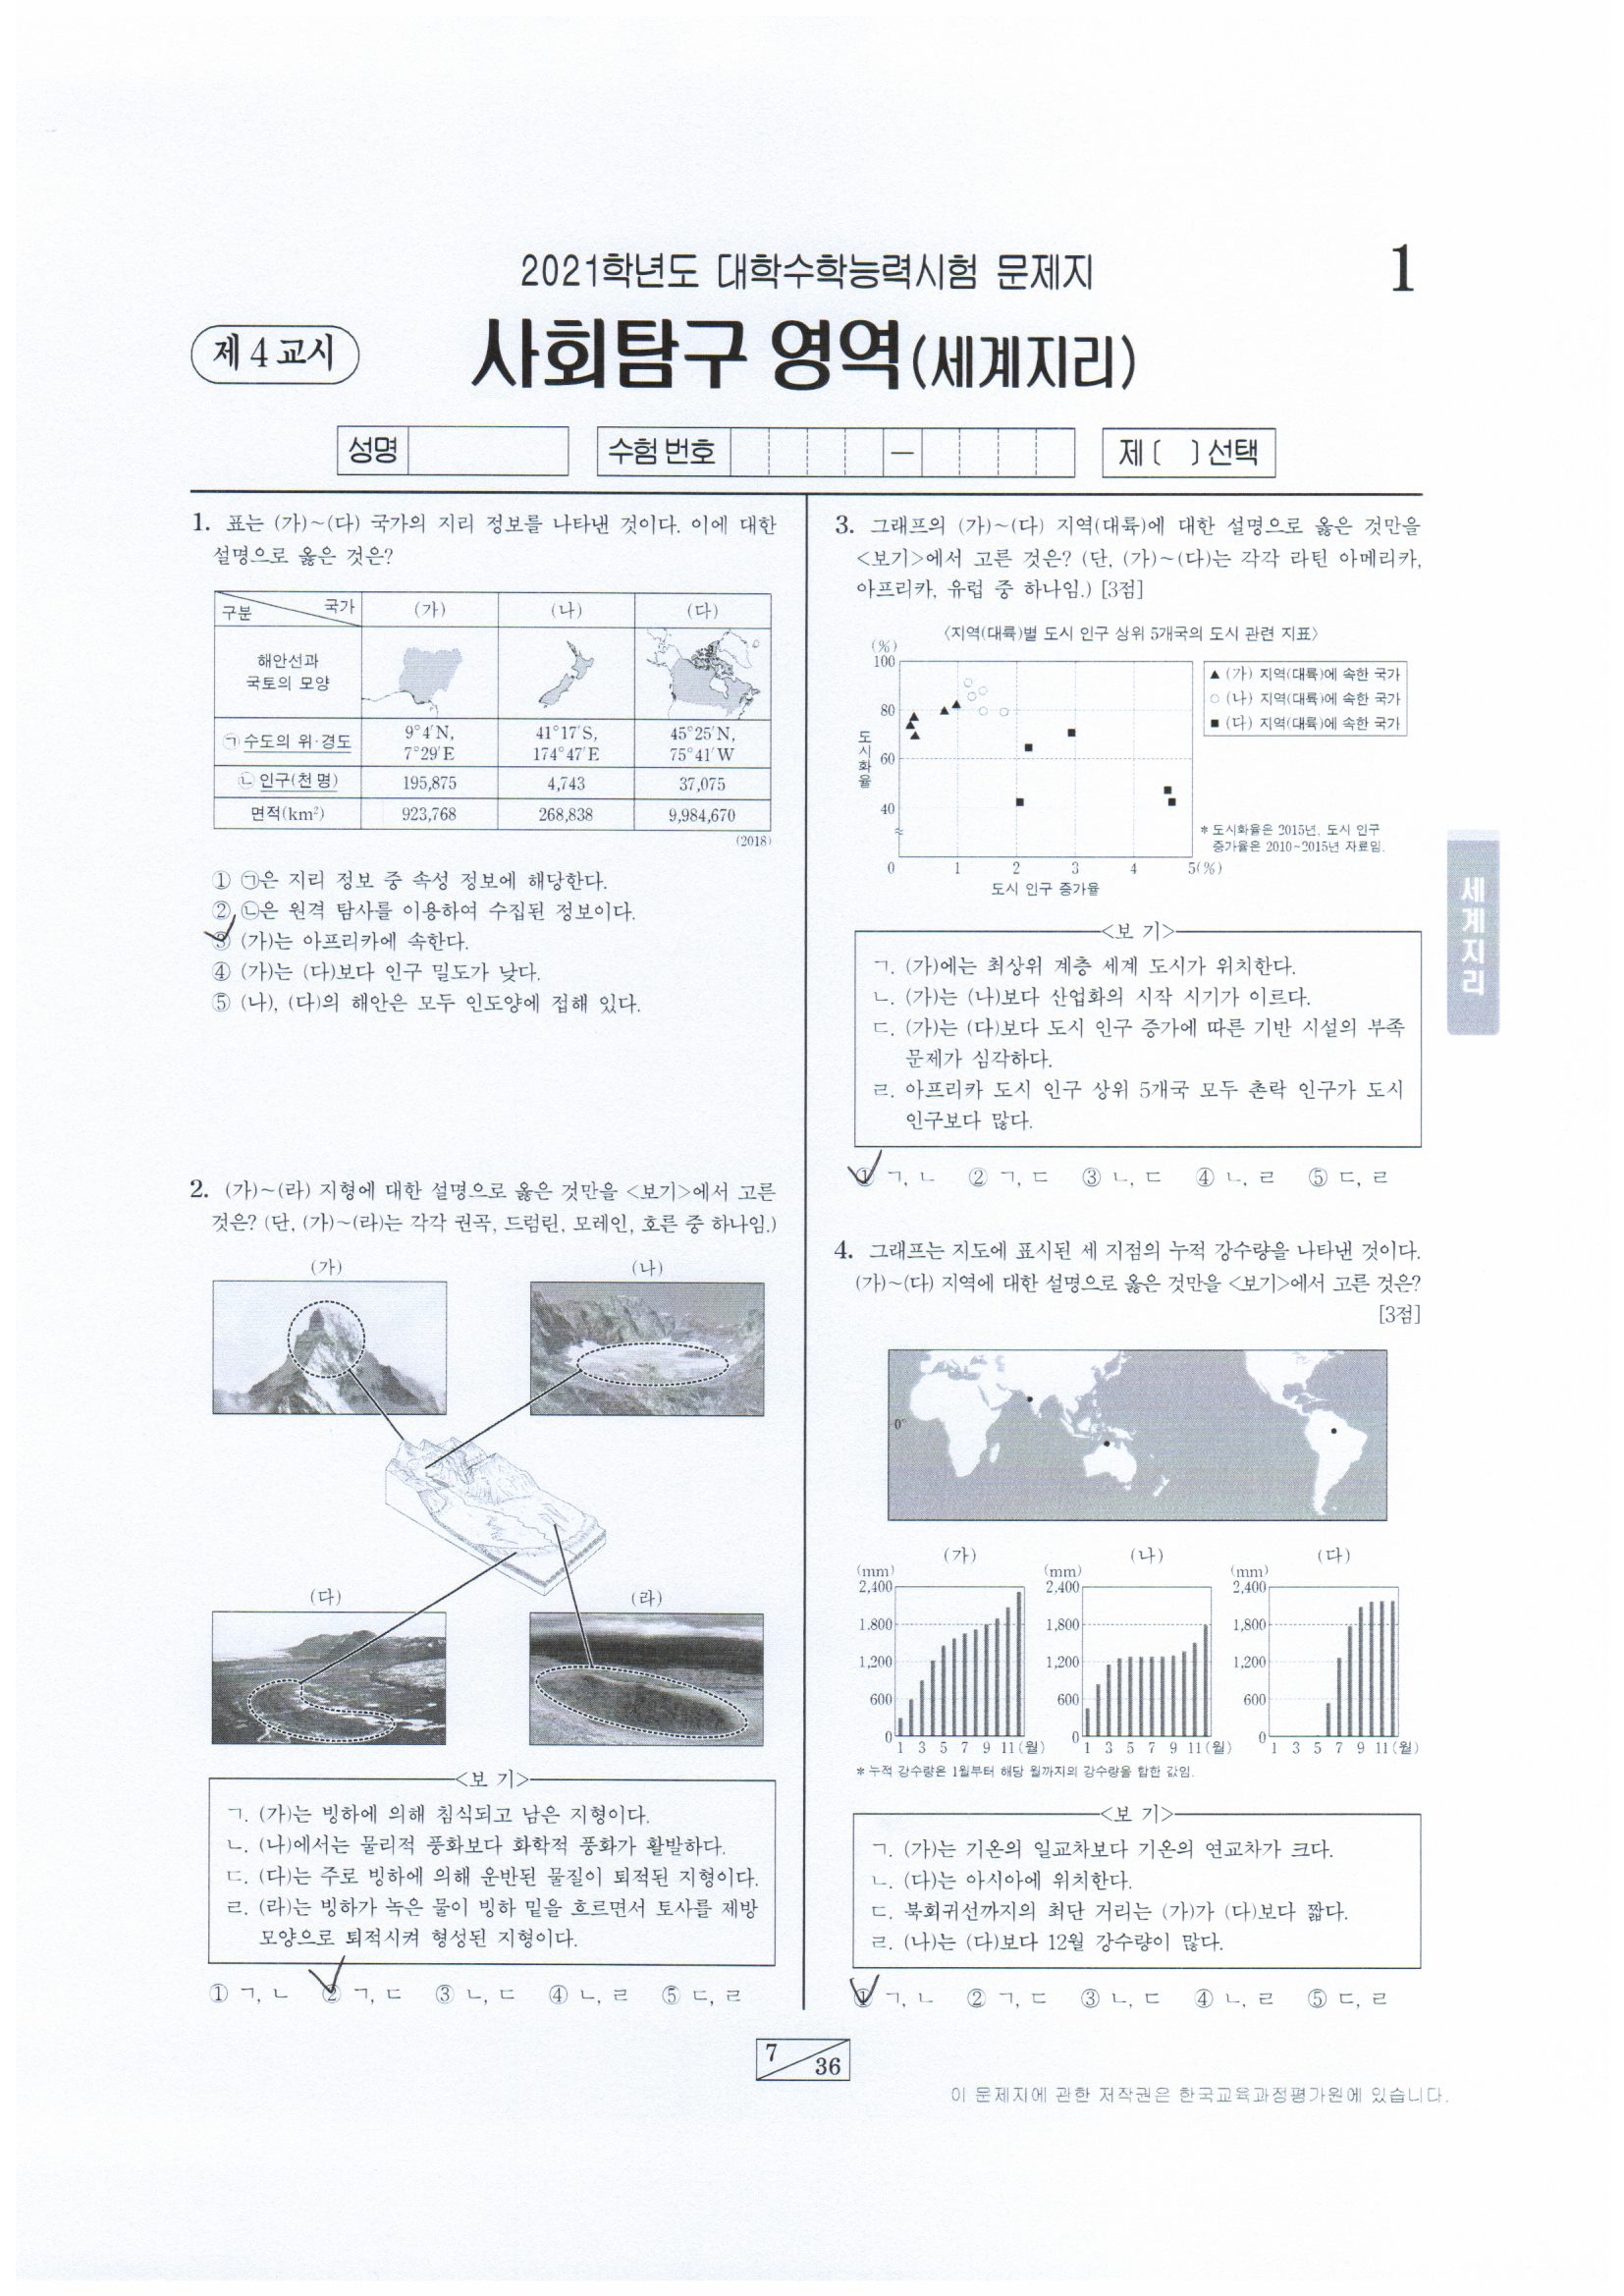 2021학년도 대학수학능력시험 문제지
1
제 4 교시
사회탐구 영역(세계지리)
성명
수험 번호
—
제 [ ] 선택
1. 표는 (가)~(다) 국가의 지리 정보를 나타낸 것이다. 이에 대한
설명으로 옳은 것은?
구분 국가 (가) (나) (다)
해안선과
국토의 모양
㉠ 수도의 위·경도 9°4′N, 7°29′E 41°17′S, 174°47′E 45°25′N, 75°41′W
㉡ 인구(천 명) 195,875 4,743 37,075
면적(km²) 923,768 268,838 9,984,670
(2018)
① ㉠은 지리 정보 중 속성 정보에 해당한다.
② ㉡은 원격 탐사를 이용하여 수집된 정보이다.
③ (가)는 아프리카에 속한다.
④ (가)는 (다)보다 인구 밀도가 낮다.
⑤ (나), (다)의 해안은 모두 인도양에 접해 있다.
2. (가)~(라) 지형에 대한 설명으로 옳은 것만을 <보기>에서 고른
것은? (단, (가)~(라)는 각각 권곡, 드럼린, 모레인, 호른 중 하나임.)
(가) (나)
(다) (라)
<보 기>
ㄱ. (가)는 빙하에 의해 침식되고 남은 지형이다.
ㄴ. (나)에서는 물리적 풍화보다 화학적 풍화가 활발하다.
ㄷ. (다)는 주로 빙하에 의해 운반된 물질이 퇴적된 지형이다.
ㄹ. (라)는 빙하가 녹은 물이 빙하 밑을 흐르면서 토사를 제방
모양으로 퇴적시켜 형성된 지형이다.
① ㄱ, ㄴ ② ㄱ, ㄷ ③ ㄴ, ㄷ ④ ㄴ, ㄹ ⑤ ㄷ, ㄹ
3. 그래프의 (가)~(다) 지역(대륙)에 대한 설명으로 옳은 것만을
<보기>에서 고른 것은? (단, (가)~(다)는 각각 라틴 아메리카,
아프리카, 유럽 중 하나임.) [3점]
〈지역(대륙)별 도시 인구 상위 5개국의 도시 관련 지표〉
(%)
100
80
60
40
도시화율
0 1 2 3 4 5(%)
도시 인구 증가율
▲ (가) 지역(대륙)에 속한 국가
○ (나) 지역(대륙)에 속한 국가
■ (다) 지역(대륙)에 속한 국가
* 도시화율은 2015년, 도시 인구
증가율은 2010~2015년 자료임.
<보 기>
ㄱ. (가)에는 최상위 계층 세계 도시가 위치한다.
ㄴ. (가)는 (나)보다 산업화의 시작 시기가 이르다.
ㄷ. (가)는 (다)보다 도시 인구 증가에 따른 기반 시설의 부족
문제가 심각하다.
ㄹ. 아프리카 도시 인구 상위 5개국 모두 촌락 인구가 도시
인구보다 많다.
① ㄱ, ㄴ ② ㄱ, ㄷ ③ ㄴ, ㄷ ④ ㄴ, ㄹ ⑤ ㄷ, ㄹ
4. 그래프는 지도에 표시된 세 지점의 누적 강수량을 나타낸 것이다.
(가)~(다) 지역에 대한 설명으로 옳은 것만을 <보기>에서 고른 것은?
[3점]
0°
(가) (나) (다)
(mm) (mm) (mm)
2,400 2,400 2,400
1,800 1,800 1,800
1,200 1,200 1,200
600 600 600
0 0 0
1 3 5 7 9 11(월) 1 3 5 7 9 11(월) 1 3 5 7 9 11(월)
* 누적 강수량은 1월부터 해당 월까지의 강수량을 합한 값임.
<보 기>
ㄱ. (가)는 기온의 일교차보다 기온의 연교차가 크다.
ㄴ. (다)는 아시아에 위치한다.
ㄷ. 북회귀선까지의 최단 거리는 (가)가 (다)보다 짧다.
ㄹ. (나)는 (다)보다 12월 강수량이 많다.
① ㄱ, ㄴ ② ㄱ, ㄷ ③ ㄴ, ㄷ ④ ㄴ, ㄹ ⑤ ㄷ, ㄹ
세계지리
7 36
이 문제지에 관한 저작권은 한국교육과정평가원에 있습니다.